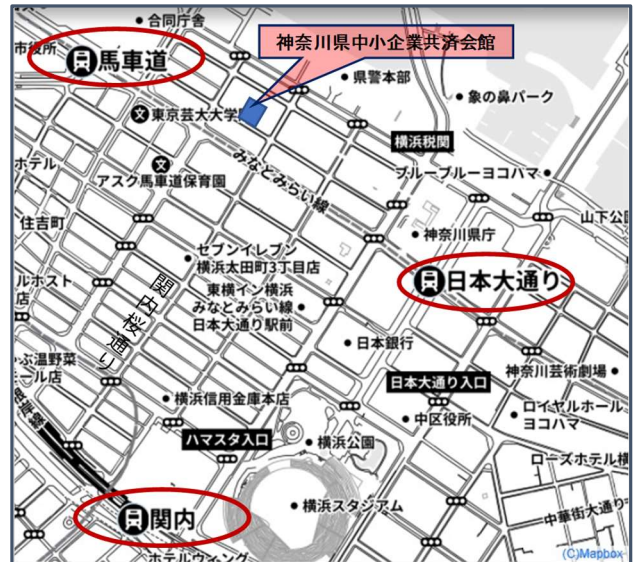 合同庁舎
市役所
馬車道
神奈川県中小企業共済会館
県警本部
象の鼻パーク
東京芸大大学
横浜税関
ホテル
アスク馬車道保育園
みなとみらい線
ブルーブルーヨコハマ
山下公
住吉町
神奈川県庁
セブンイレブン
横浜太田町3丁目店
日本大通り
ルホスト
店
関内桜通り
東横イン横浜
みなとみらい線
日本大通り駅前
日本銀行
ぶ温野菜
ール店
神奈川芸術劇場
日本大通り入口
横浜信用金庫本店
中区役所
ロイヤルホール
ヨコハマ
ハマスタ入口
横浜公園
ローズホテル横
関内
横浜スタジアム
中華街大通り
ホテルウィング
(C)Mapbox